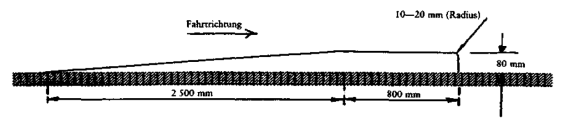 10—20 mm (Radius)
Fahrtrichtung
80 mm
2 500 mm
800 mm